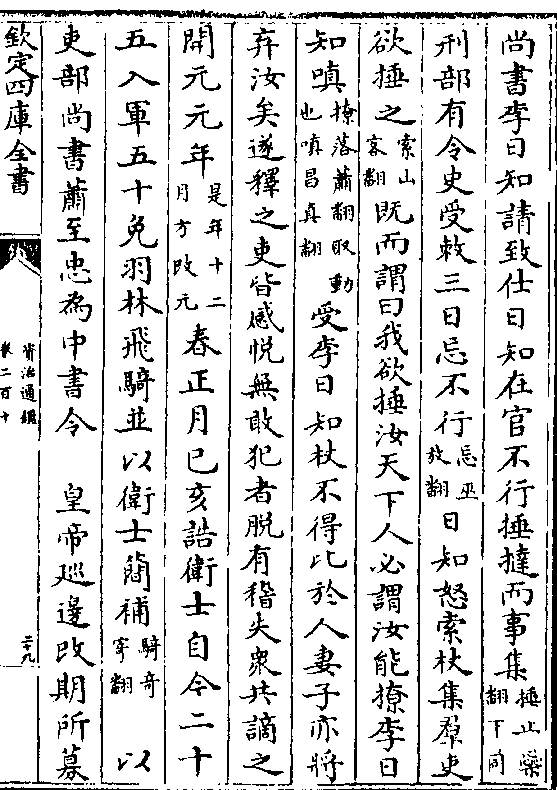 尚書李日知請致仕日知在官不行捶撻而事集捶止橤翻下同
刑部有令史受敕三日忘不行忘巫放翻日知怒索杖集羣吏
欲捶之索山客翻既而謂曰我欲捶汝天下人必謂汝能撩李日
知嗔撩落蕭翻取動也嗔昌真翻受李日知杖不得比於人妻子亦將
弃汝矣遂釋之吏皆感悦無敢犯者脱有稽失衆共謫之
開元元年是年十二月方改元春正月已亥誥衛士自今二十
五入軍五十免羽林飛騎並以衛士簡補騎奇寄翻以
吏部尚書蕭至忠為中書令 皇帝巡邊改期所募
欽定四庫全書
資治通鑑
卷二百十
二十九